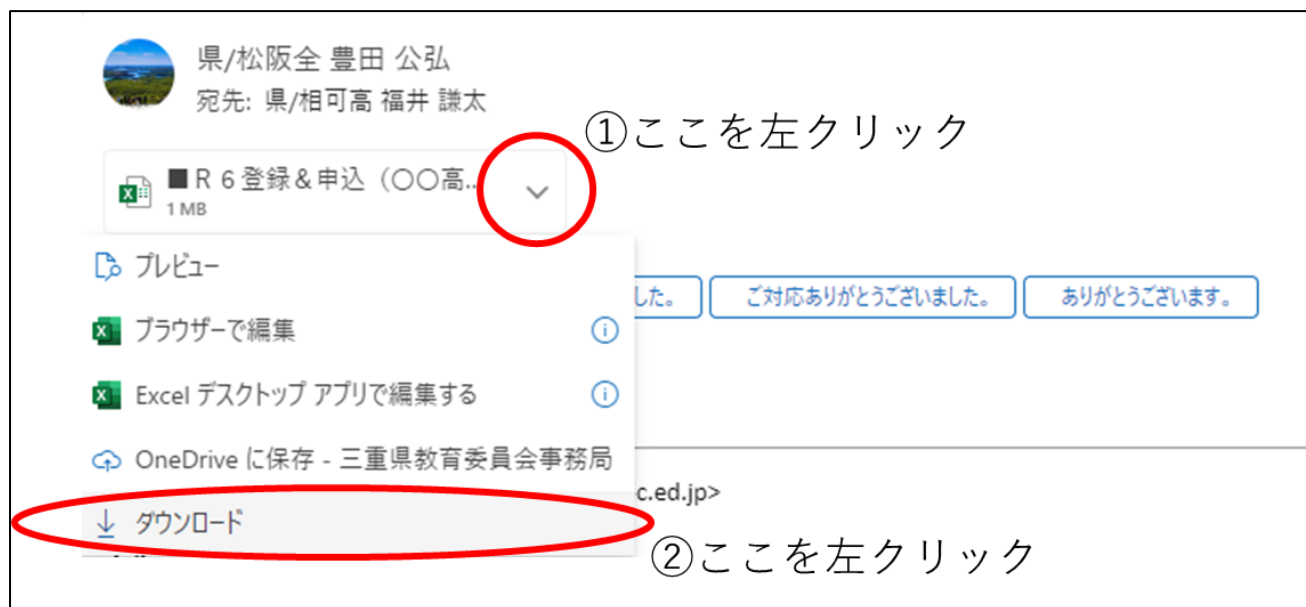 県/松阪全 豊田 公弘
宛先: 県/相可高 福井 謙太
①ここを左クリック
■R6登録&申込(〇〇高...
1 MB
プレビュー
した。
ご対応ありがとうございました。
ありがとうございます。
ブラウザーで編集
Excel デスクトップ アプリで編集する
OneDrive に保存 - 三重県教育委員会事務局
c.ed.jp>
ダウンロード
②ここを左クリック